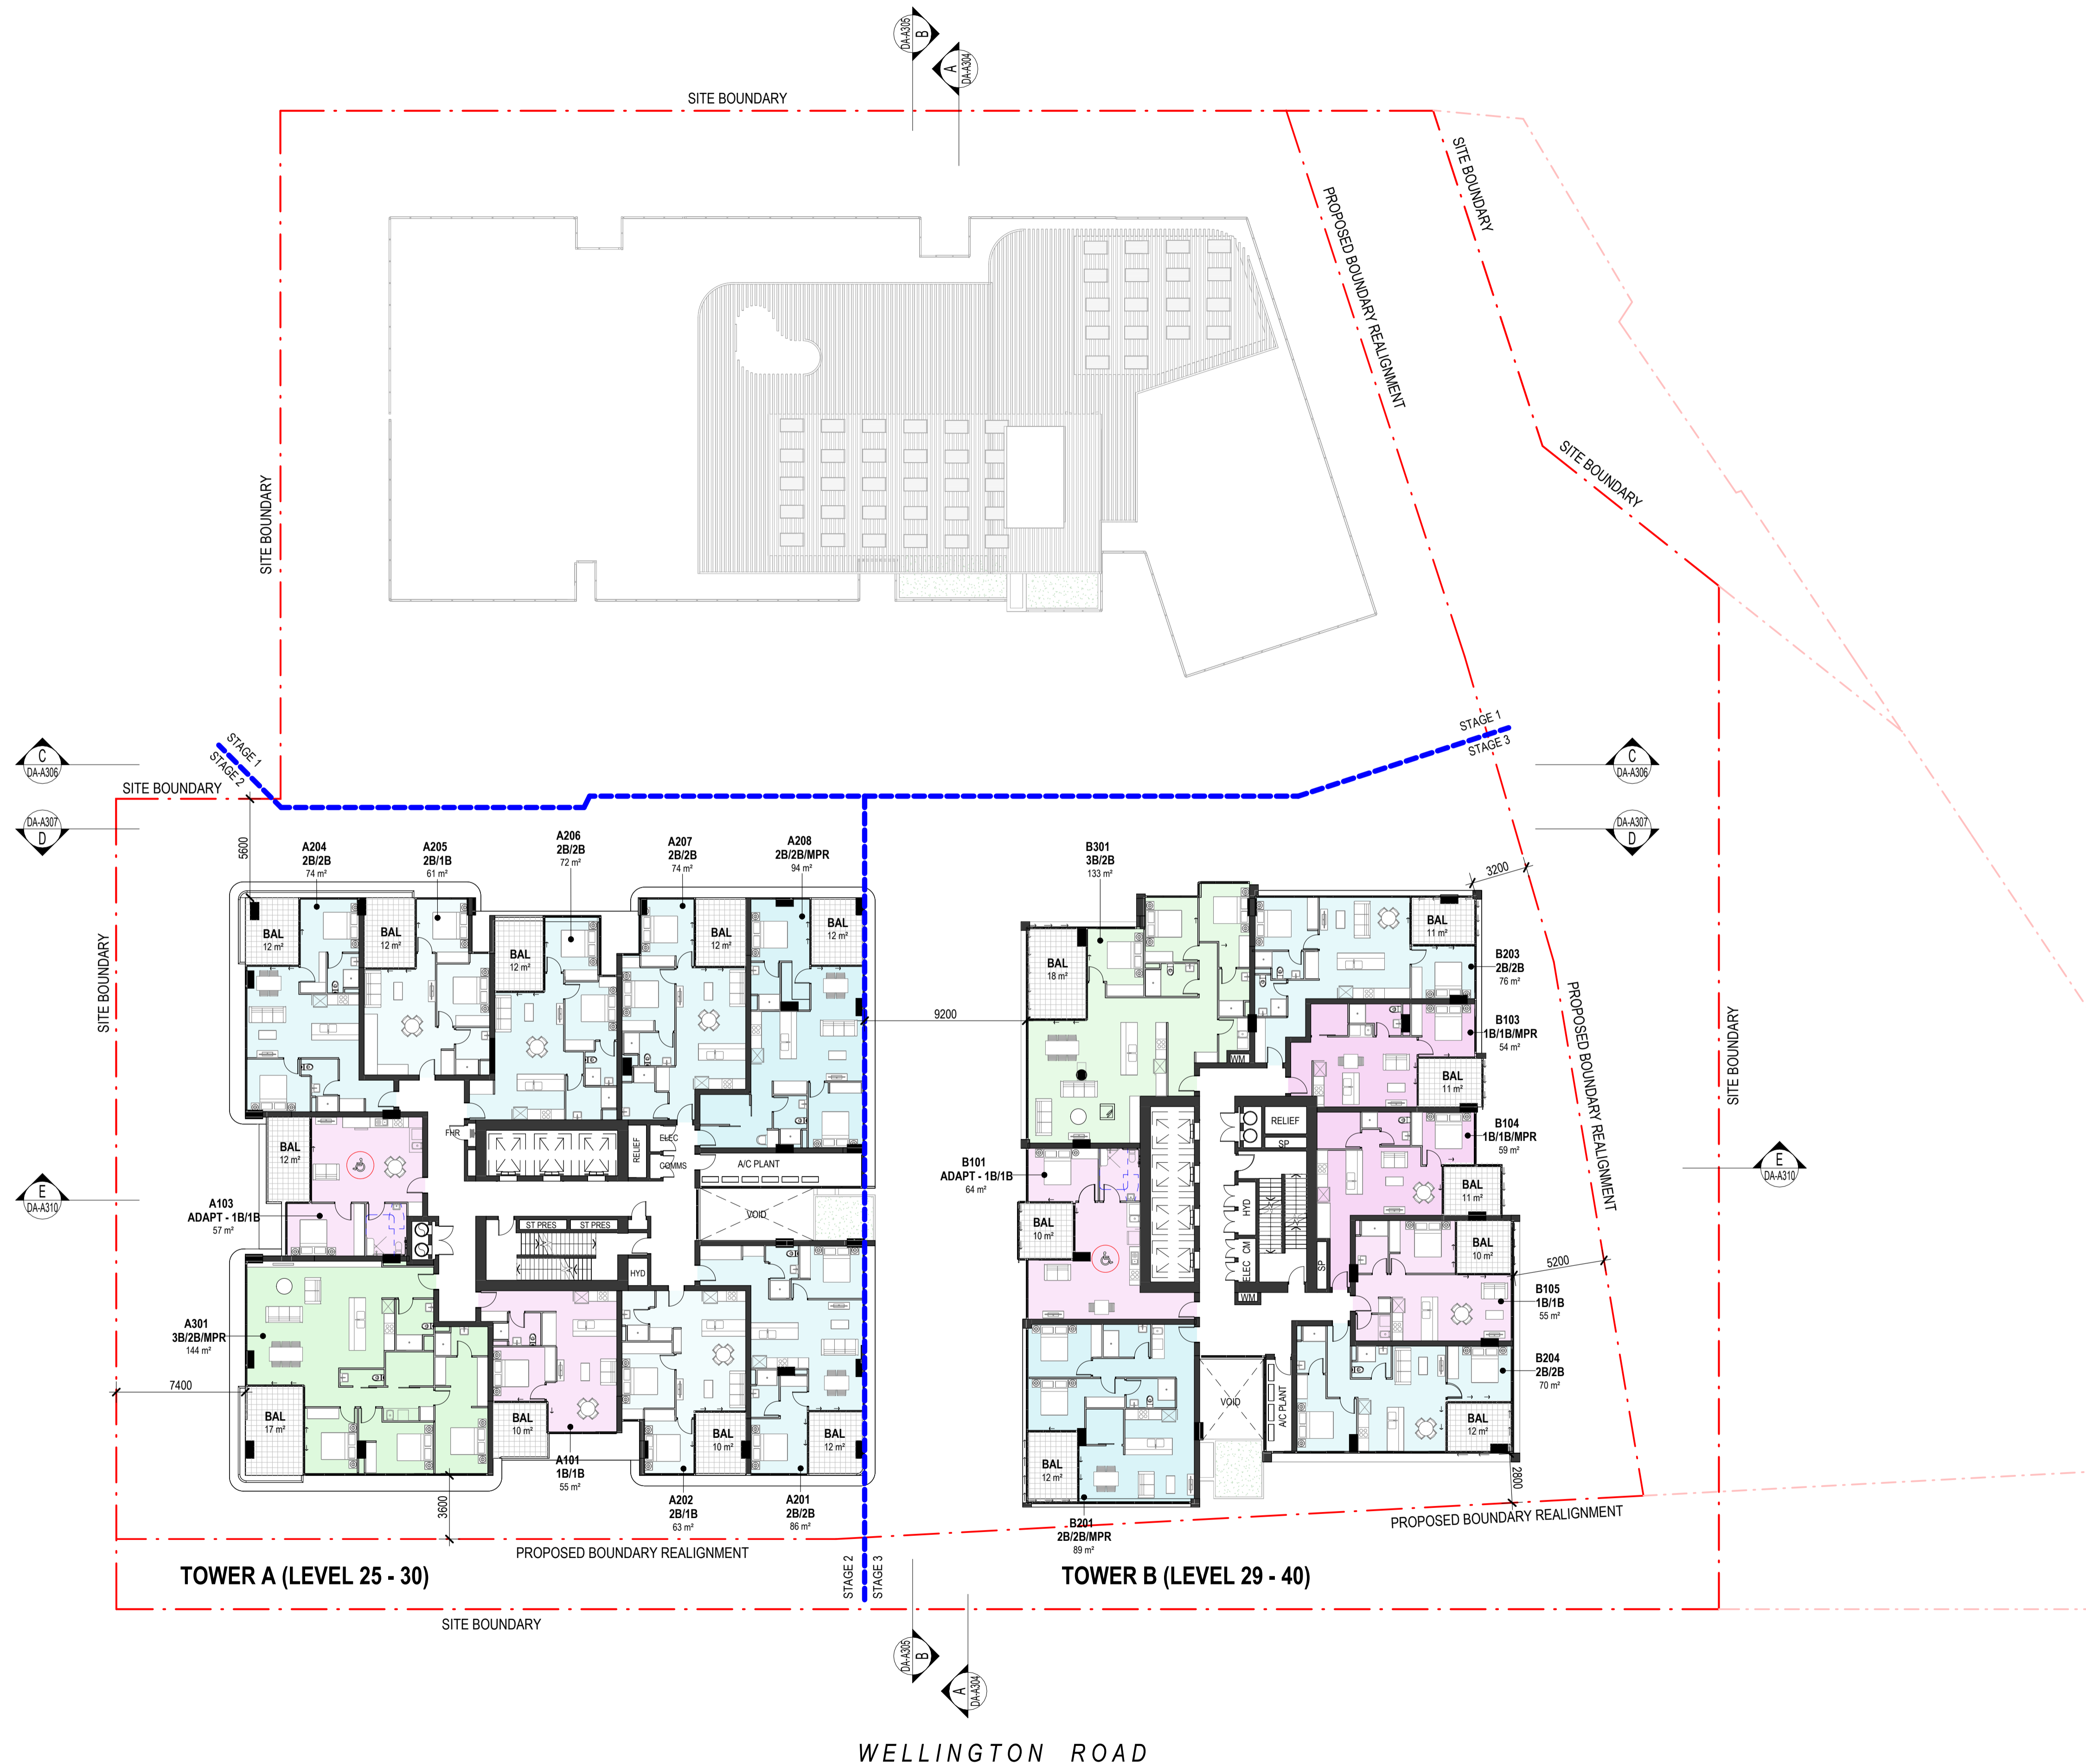 DA-A305
B
A
DA-A304
SITE BOUNDARY
SITE BOUNDARY
PROPOSED BOUNDARY REALIGNMENT
SITE BOUNDARY
SITE BOUNDARY
STAGE 1
STAGE 2
STAGE 1
STAGE 3
C
DA-A306
C
DA-A306
SITE BOUNDARY
DA-A307
D
DA-A307
D
5600
A204
2B/2B
74 m²
A205
2B/1B
61 m²
A206
2B/2B
72 m²
A207
2B/2B
74 m²
A208
2B/2B/MPR
94 m²
B301
3B/2B
133 m²
3200
BAL
12 m²
BAL
12 m²
BAL
12 m²
BAL
12 m²
BAL
12 m²
BAL
18 m²
BAL
11 m²
B203
2B/2B
76 m²
SITE BOUNDARY
9200
PROPOSED BOUNDARY REALIGNMENT
SITE BOUNDARY
B103
1B/1B/MPR
54 m²
WM
BAL
11 m²
FHR
RELIEF
ELEC
COMMS
A/C PLANT
VOID
BAL
12 m²
RELIEF
SP
B104
1B/1B/MPR
59 m²
B101
ADAPT - 1B/1B
64 m²
BAL
11 m²
E
DA-A310
E
DA-A310
A103
ADAPT - 1B/1B
57 m²
ST PRES
ST PRES
HYD
BAL
10 m²
HYD
ELEC CM
SP
WM
BAL
10 m²
5200
B105
1B/1B
55 m²
A301
3B/2B/MPR
144 m²
7400
BAL
17 m²
BAL
10 m²
BAL
10 m²
BAL
12 m²
VOID
A/C PLANT
B204
2B/2B
70 m²
BAL
12 m²
BAL
12 m²
2800
A101
1B/1B
55 m²
3600
A202
2B/1B
63 m²
A201
2B/2B
86 m²
B201
2B/2B/MPR
89 m²
PROPOSED BOUNDARY REALIGNMENT
PROPOSED BOUNDARY REALIGNMENT
STAGE 2
STAGE 3
TOWER A (LEVEL 25 - 30)
TOWER B (LEVEL 29 - 40)
SITE BOUNDARY
DA-A305
B
A
DA-A304
WELLINGTON ROAD